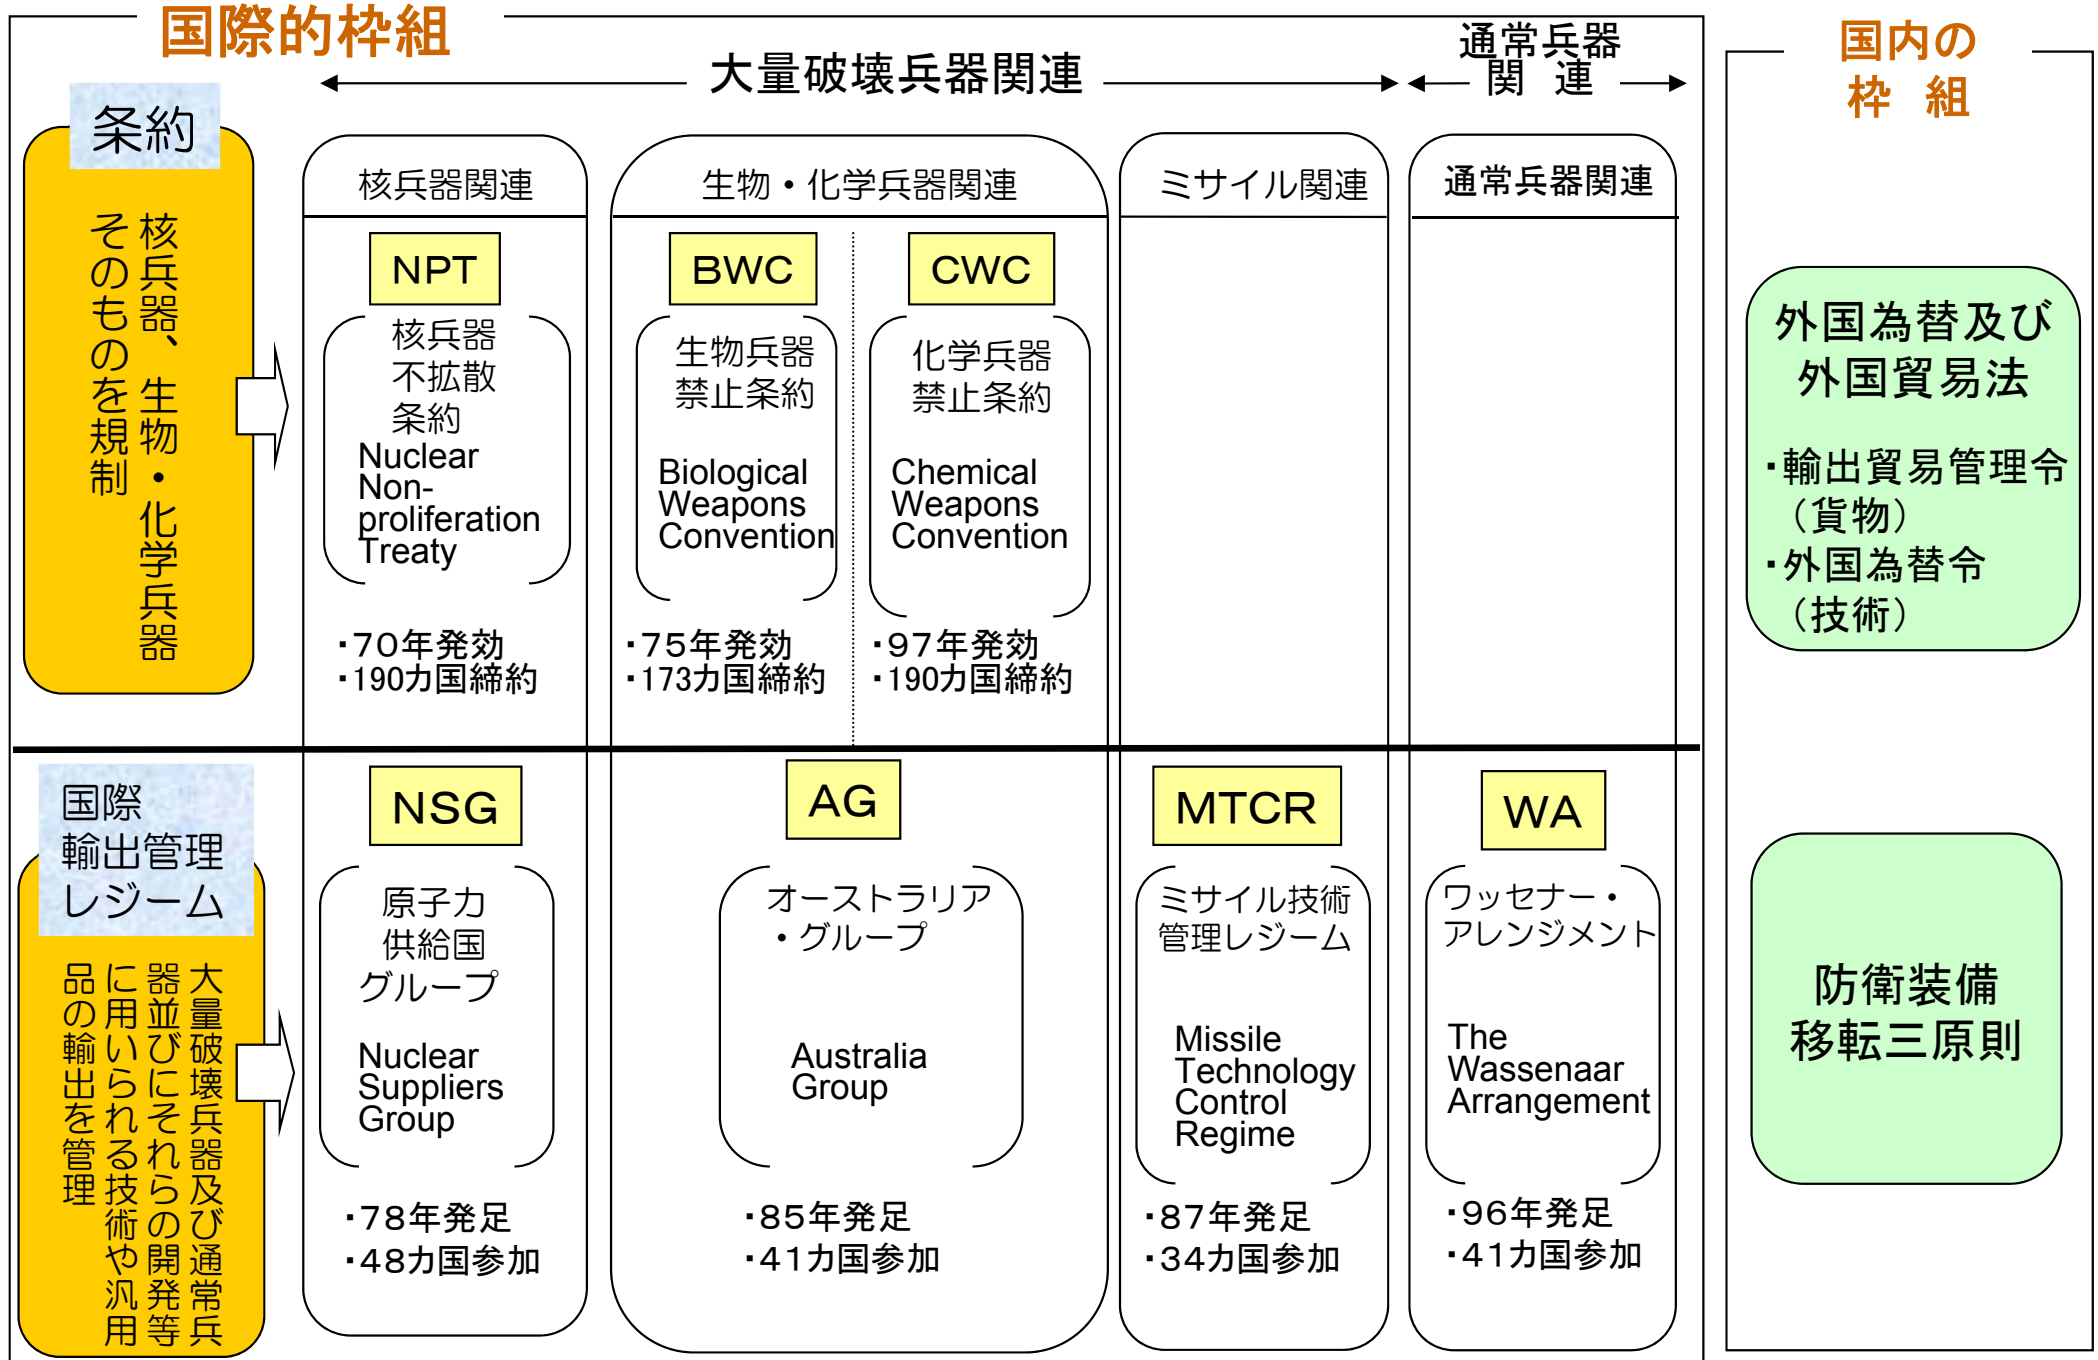 国際的枠組
大量破壊兵器関連
通常兵器
関 連
国内の
枠 組
条約
核兵器、生物・化学兵器
そのものを規制
核兵器関連
生物・化学兵器関連
ミサイル関連
通常兵器関連
NPT
核兵器
不拡散
条約
Nuclear
Non-
proliferation
Treaty
・70年発効
・190カ国締約
BWC
生物兵器
禁止条約
Biological
Weapons
Convention
・75年発効
・173カ国締約
CWC
化学兵器
禁止条約
Chemical
Weapons
Convention
・97年発効
・190カ国締約
国際
輸出管理
レジーム
大量破壊兵器及び通常兵
器並びにそれらの開発等
に用いられる技術や汎用
品の輸出を管理
NSG
原子力
供給国
グループ
Nuclear
Suppliers
Group
・78年発足
・48カ国参加
AG
オーストラリア
・グループ
Australia
Group
・85年発足
・41カ国参加
MTCR
ミサイル技術
管理レジーム
Missile
Technology
Control
Regime
・87年発足
・34カ国参加
WA
ワッセナー・
アレンジメント
The
Wassenaar
Arrangement
・96年発足
・41カ国参加
外国為替及び
外国貿易法
・輸出貿易管理令
（貨物）
・外国為替令
（技術）
防衛装備
移転三原則